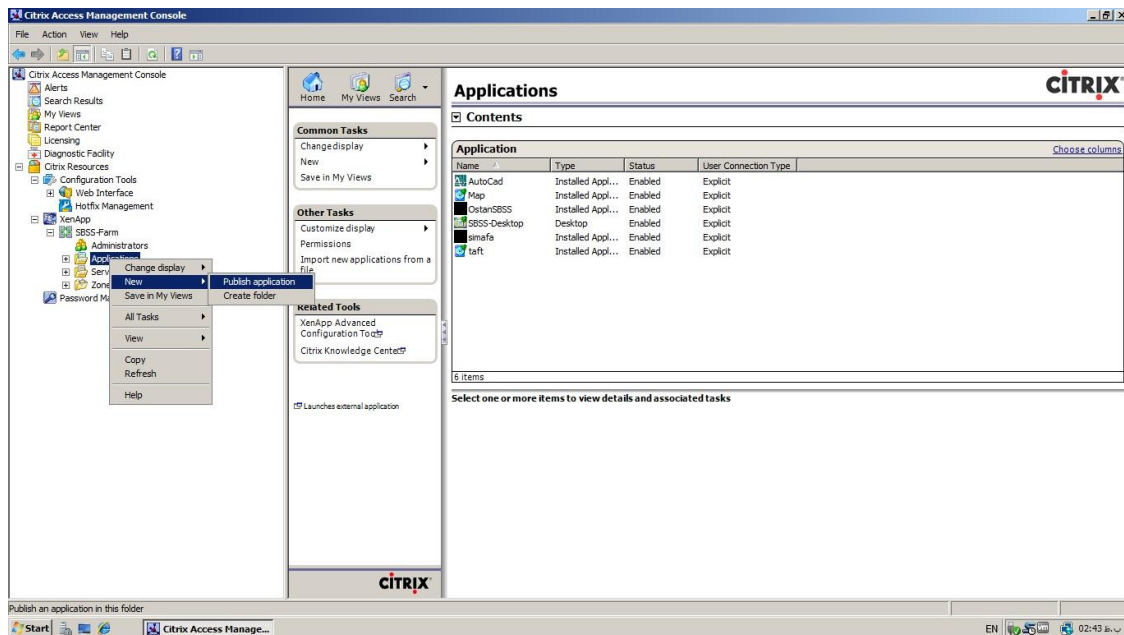 Citrix Access Management Console
File Action View Help
Citrix Access Management Console
Alerts
Search Results
My Views
Report Center
Licensing
Diagnostic Facility
Citrix Resources
Configuration Tools
Web Interface
Hotfix Management
XenApp
SBSS-Farm
Administrators
Applications
Serv
Zone
Password Ma
Change display
New
Save in My Views
All Tasks
View
Copy
Refresh
Help
Publish application
Create folder
Home My Views Search
Common Tasks
Change display
New
Save in My Views
Other Tasks
Customize display
Permissions
Import new applications from a
file
Related Tools
XenApp Advanced
Configuration Tool
Citrix Knowledge Center
Launches external application
CITRIX
Applications
CITRIX
Contents
Application Choose columns
Name Type Status User Connection Type
AutoCad Installed Appl... Enabled Explicit
Map Installed Appl... Enabled Explicit
OstanSBSS Installed Appl... Enabled Explicit
SBSS-Desktop Desktop Enabled Explicit
simafa Installed Appl... Enabled Explicit
taft Installed Appl... Enabled Explicit
6 items
Select one or more items to view details and associated tasks
Publish an application in this folder
Start Citrix Access Manage... EN 02:43 ب.ظ